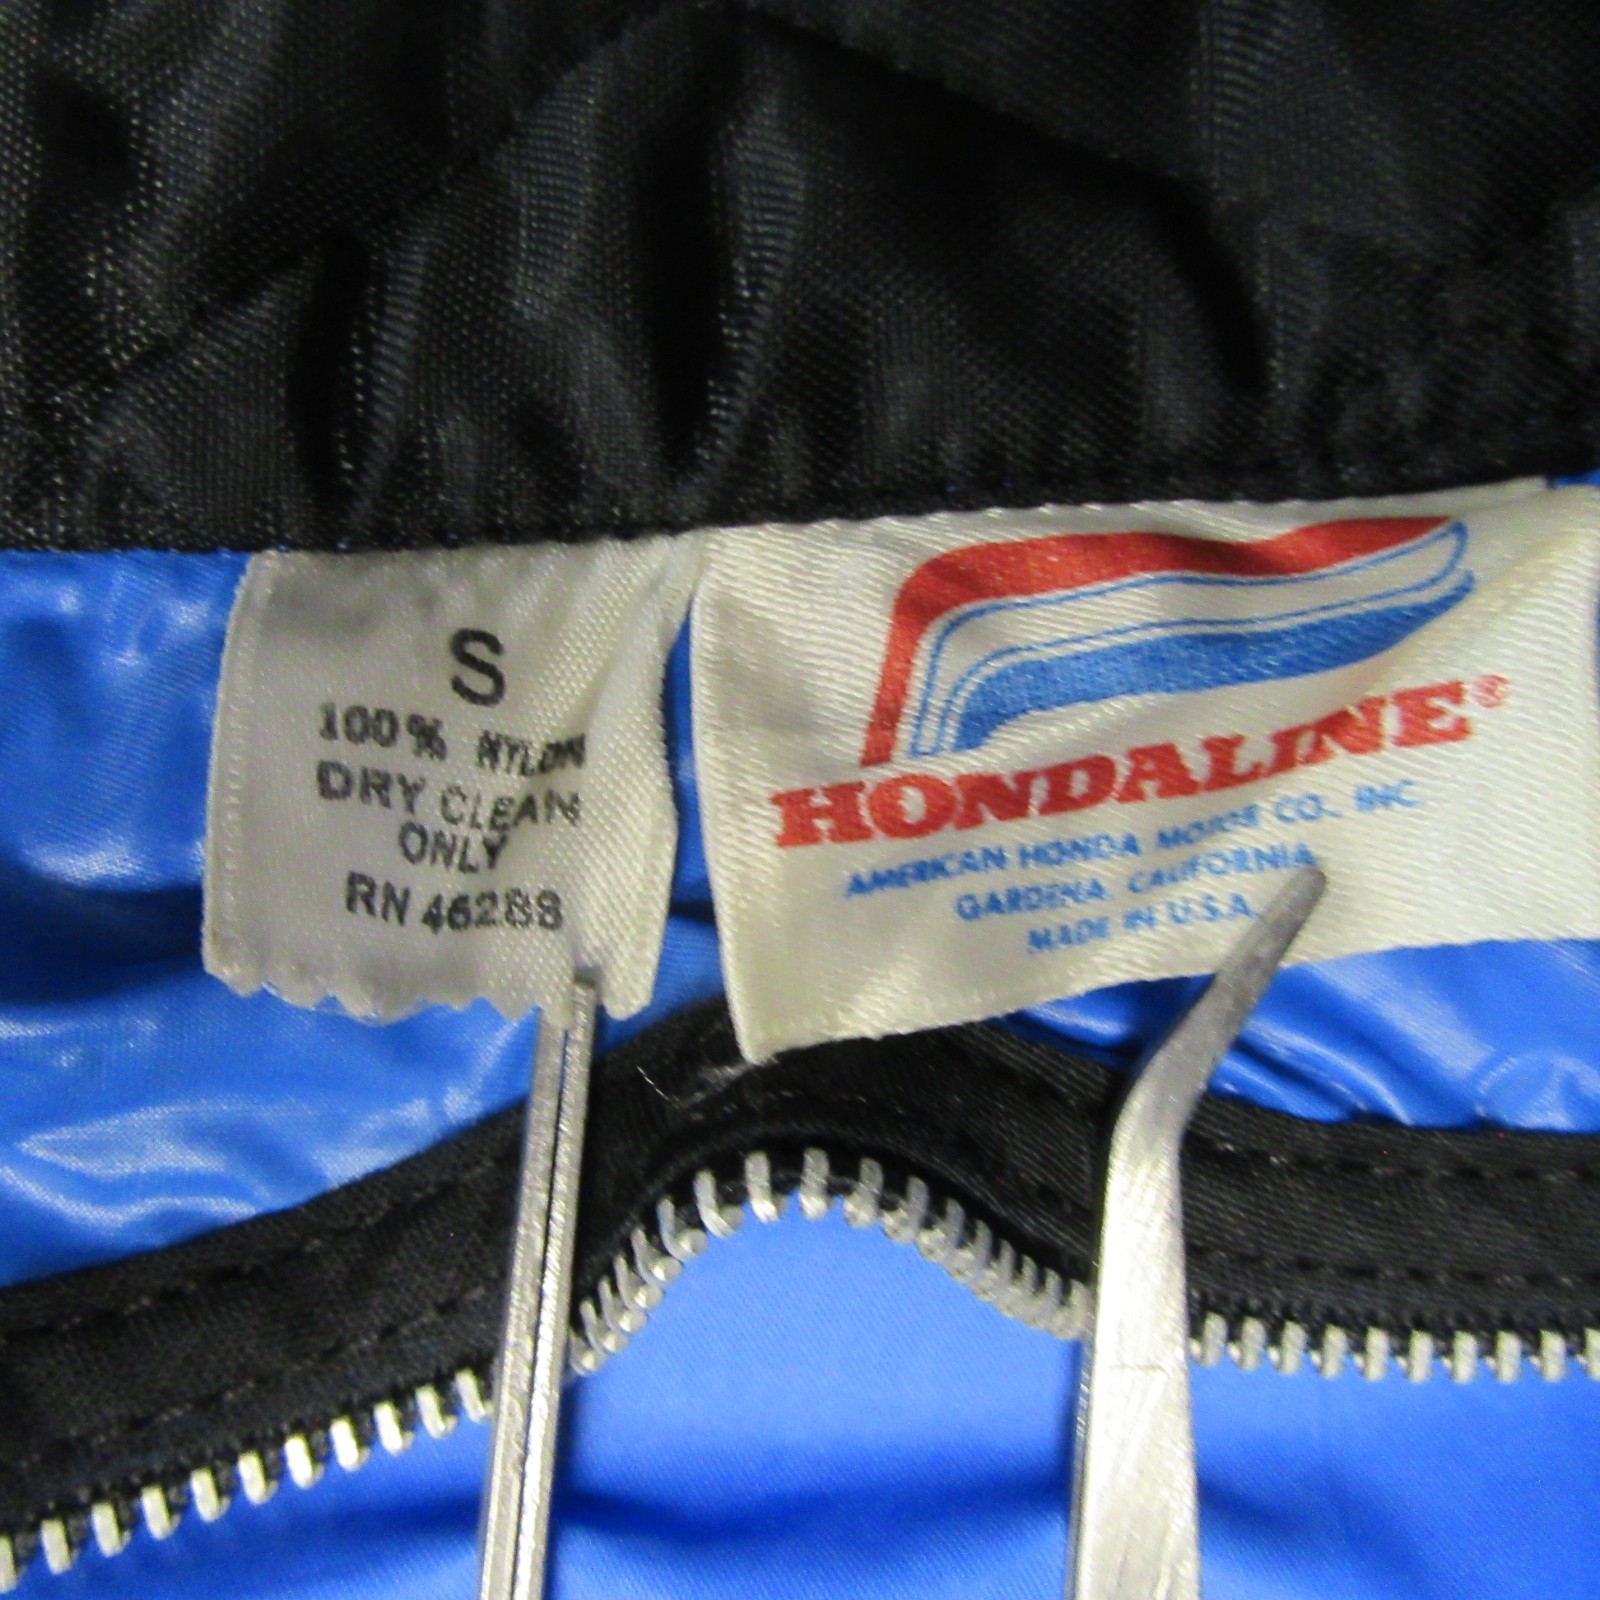 S
100% NYLON
DRY CLEAN
ONLY
RN 46288
HONDALINE®
AMERICAN HONDA MOTOR CO., INC.
GARDENA, CALIFORNIA
MADE IN U.S.A.